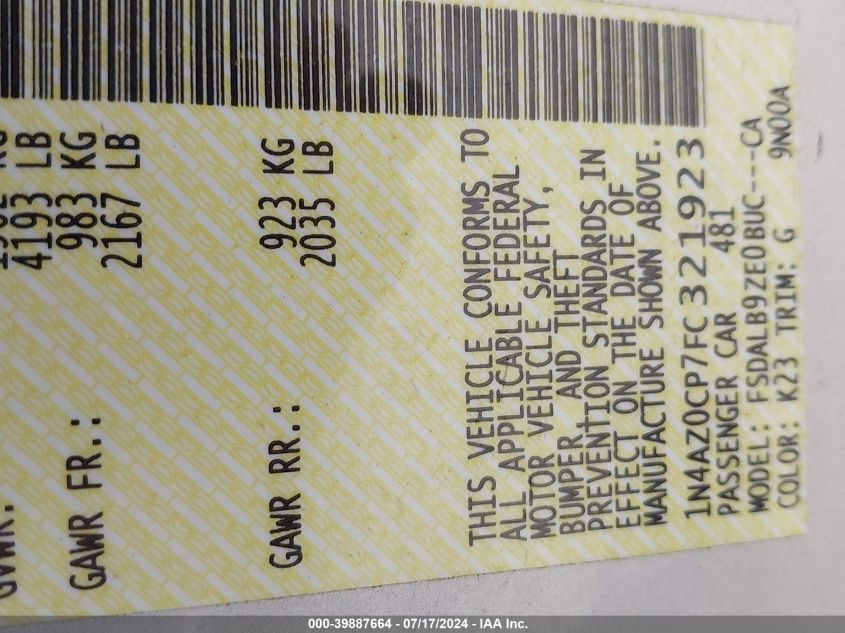 GVWR:
4193 LB
GAWR FR.: 983 KG
2167 LB
GAWR RR.: 923 KG
2035 LB
THIS VEHICLE CONFORMS TO
ALL APPLICABLE FEDERAL
MOTOR VEHICLE SAFETY,
BUMPER, AND THEFT
PREVENTION STANDARDS IN
EFFECT ON THE DATE OF
MANUFACTURE SHOWN ABOVE.
1N4AZ0CP7FC321923
PASSENGER CAR 481
MODEL: FSDALB9ZE0BUC---CA
COLOR: K23 TRIM: G 9N00A
000-39887664 - 07/17/2024 - IAA Inc.